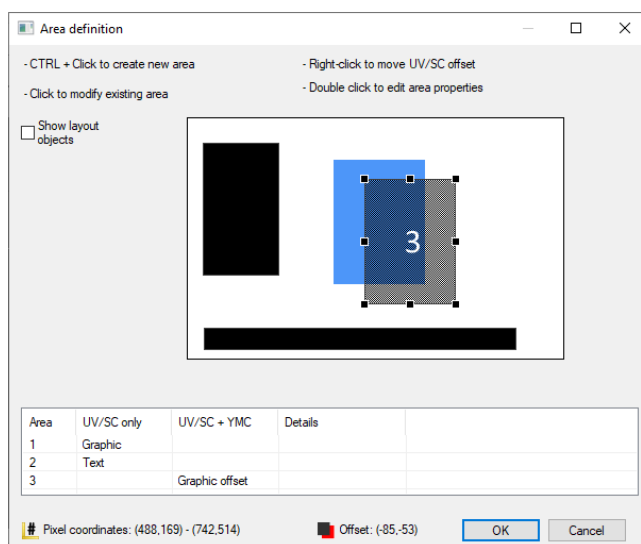 Area definition
- CTRL + Click to create new area
- Right-click to move UV/SC offset
- Click to modify existing area
- Double click to edit area properties
Show layout
objects
3
Area UV/SC only UV/SC + YMC Details
1 Graphic
2 Text
3 Graphic offset
# Pixel coordinates: (488,169) - (742,514) Offset: (-85,-53) OK Cancel